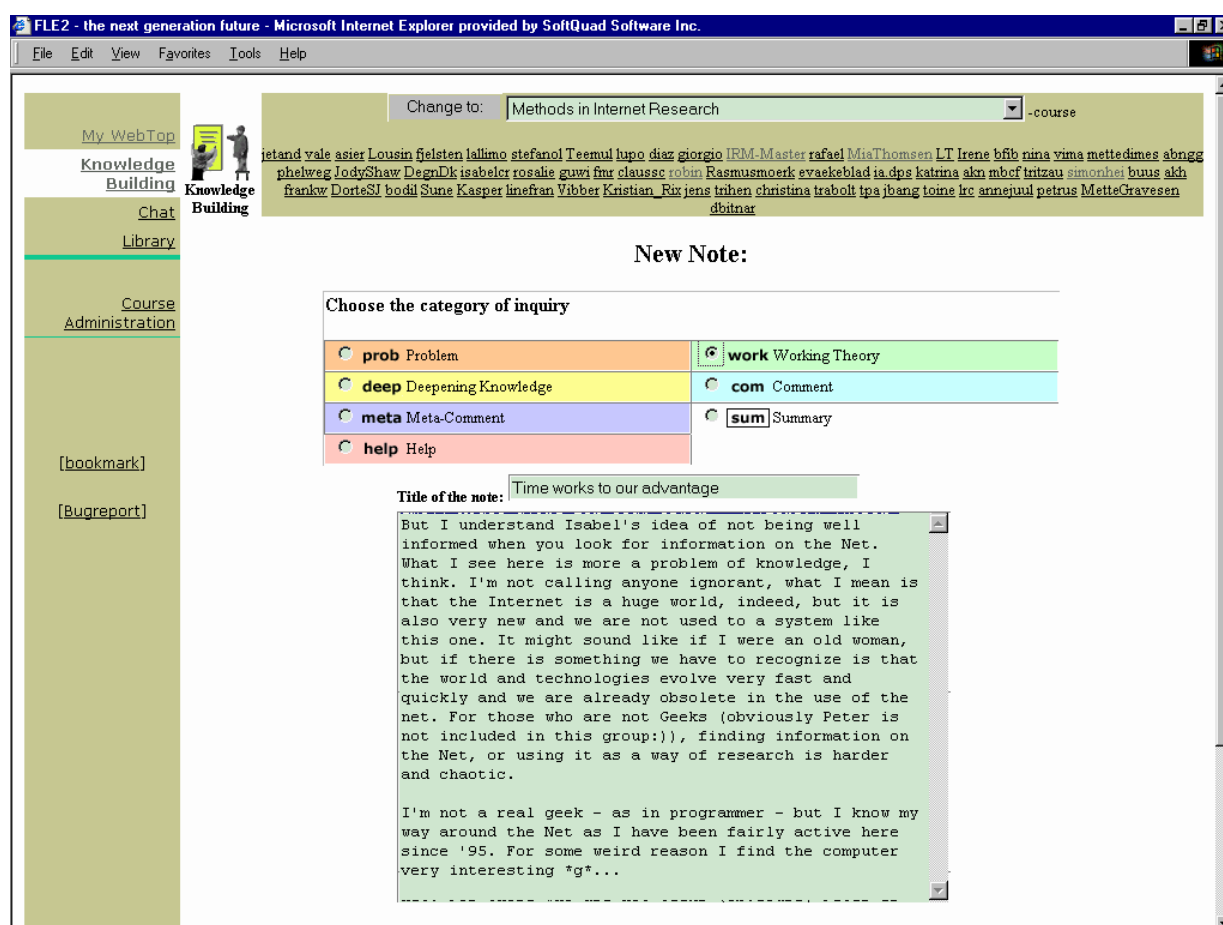 FLE2 - the next generation future - Microsoft Internet Explorer provided by SoftQuad Software Inc.
File Edit View Favorites Tools Help
Change to: Methods in Internet Research -course
My WebTop
Knowledge Building
Chat
Library
Course Administration
[bookmark]
[Bugreport]
Knowledge Building
jetand vale asier Lousin fjelsten lallimo stefanol Teemul lupo diaz giorgio IRM-Master rafael MiaThomsen LT Irene bfib nina vima mettedimes abngg
phelweg JodyShaw DegnDk isabelcr rosalie guwi fmr claussc robin Rasmusmoerk evaekeblad ia.dps katrina akn mbcf tritzau simonhei buus akh
frankw DorteSJ bodil Sune Kasper linefran Vibber Kristian_Rix jens trihen christina trabolt tpa jbang toine lrc annejuul petrus MetteGravesen
dbitnar
New Note:
Choose the category of inquiry
prob Problem
work Working Theory
deep Deepening Knowledge
com Comment
meta Meta-Comment
sum Summary
help Help
Title of the note: Time works to our advantage
But I understand Isabel's idea of not being well
informed when you look for information on the Net.
What I see here is more a problem of knowledge, I
think. I'm not calling anyone ignorant, what I mean is
that the Internet is a huge world, indeed, but it is
also very new and we are not used to a system like
this one. It might sound like if I were an old woman,
but if there is something we have to recognize is that
the world and technologies evolve very fast and
quickly and we are already obsolete in the use of the
net. For those who are not Geeks (obviously Peter is
not included in this group:)), finding information on
the Net, or using it as a way of research is harder
and chaotic.
I'm not a real geek - as in programmer - but I know my
way around the Net as I have been fairly active here
since '95. For some weird reason I find the computer
very interesting *g*...